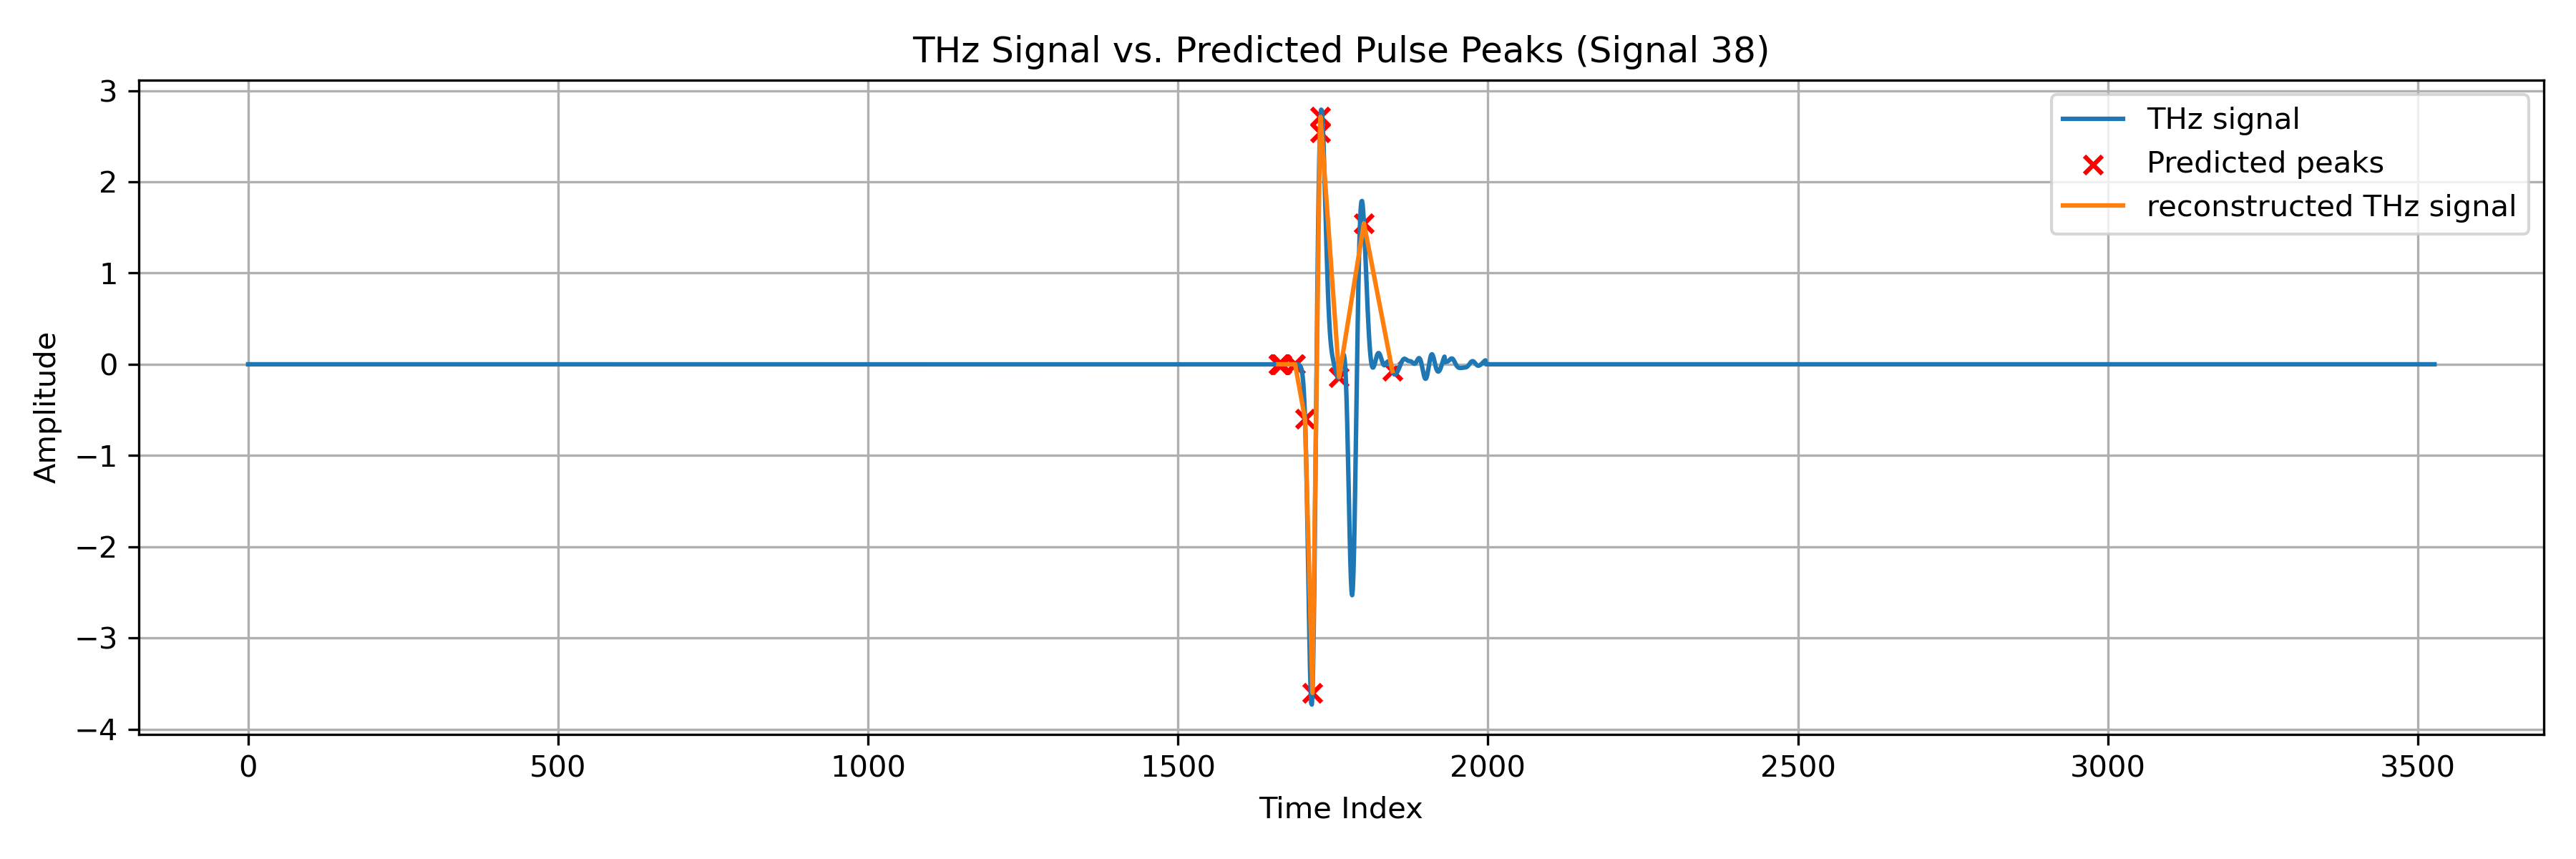 THz Signal vs. Predicted Pulse Peaks (Signal 38)
3
2
1
0
−1
−2
−3
−4
Amplitude
THz signal
Predicted peaks
reconstructed THz signal
0 500 1000 1500 2000 2500 3000 3500
Time Index